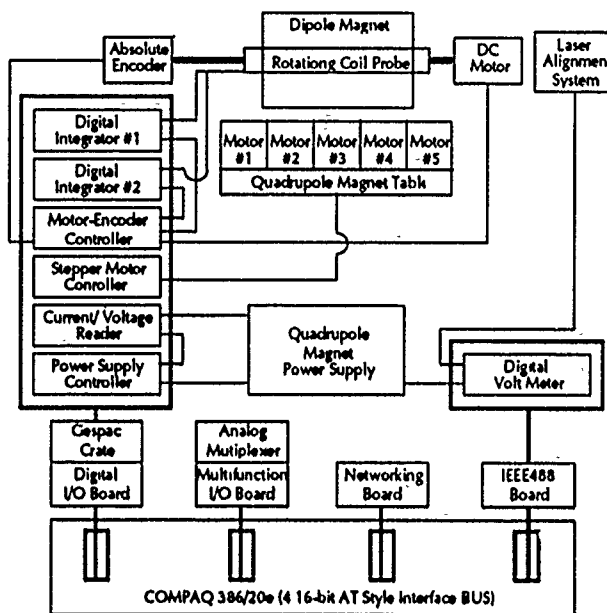 Dipole Magnet
Absolute
Encoder
Rotationg Coil Probe
DC
Motor
Laser
Alignment
System
Digital
Integrator #1
Digital
Integrator #2
Motor-Encoder
Controller
Stepper Motor
Conroller
Current/ Voltage
Reader
Power Supply
Controller
Motor #1
Motor #2
Motor #3
Motor #4
Motor #5
Quadrupole Magnet Table
Quadrupole
Magnet
Power Supply
Digital
Volt Meter
Gespac
Crate
Digital
I/O Board
Analog
Mutiplexer
Multifunction
I/O Board
Networking
Board
IEEE488
Board
COMPAQ 386/20e (4 16-bit AT Style Interface BUS)